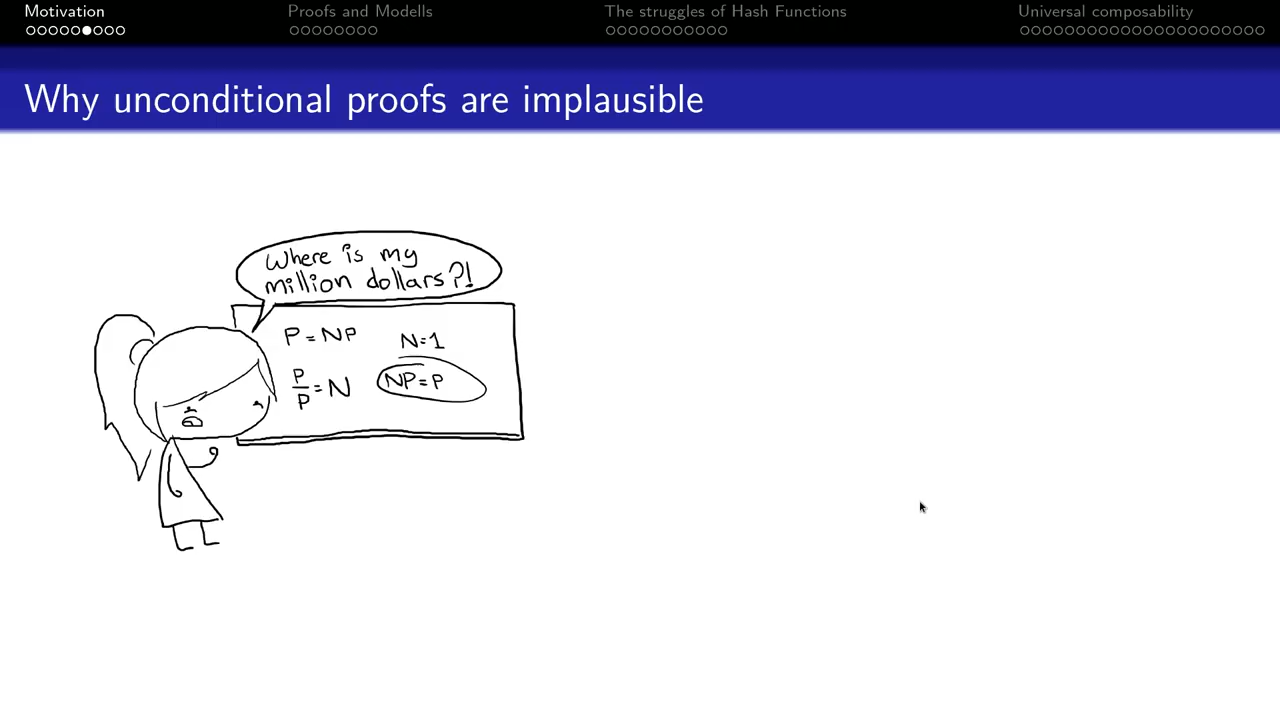 Motivation
Proofs and Modells
The struggles of Hash Functions
Universal composability
Why unconditional proofs are implausible
Where is my
million dollars?!
P=NP
N=1
P/P=N
NP=P